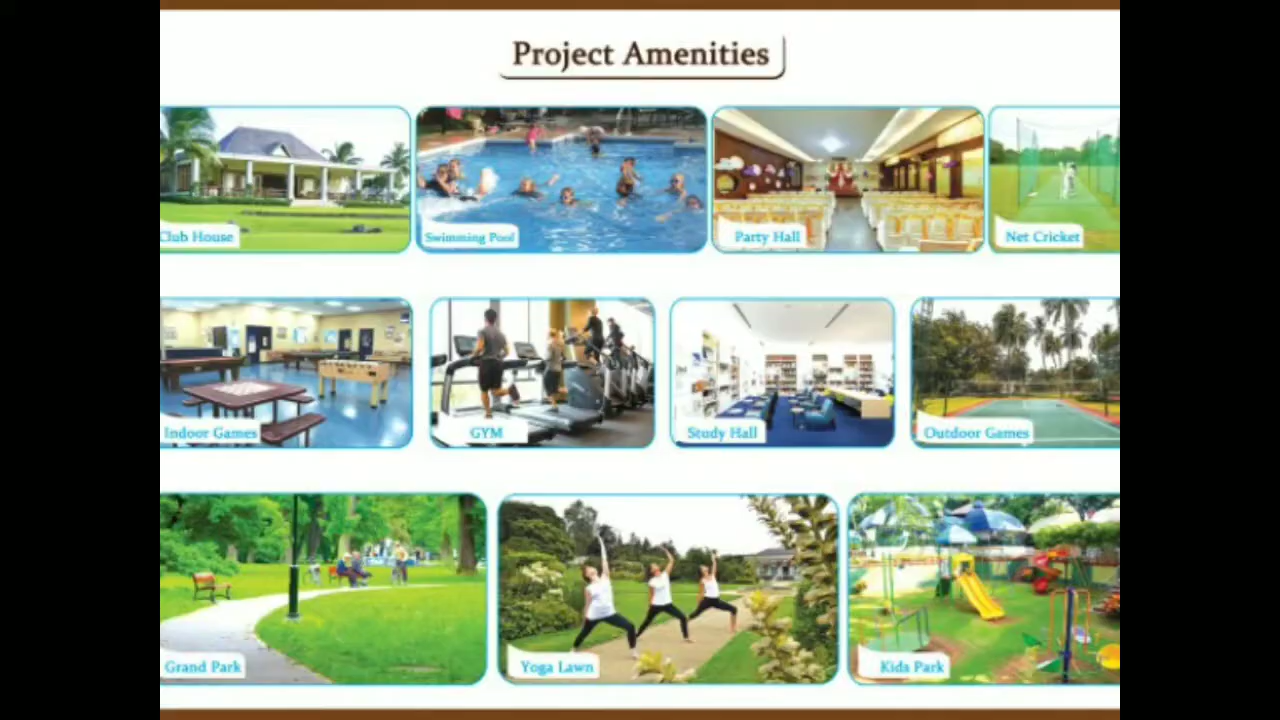 Project Amenities
Club House
Swimming Pool
Party Hall
Net Cricket
Indoor Games
GYM
Study Hall
Outdoor Games
Grand Park
Yoga Lawn
Kids Park